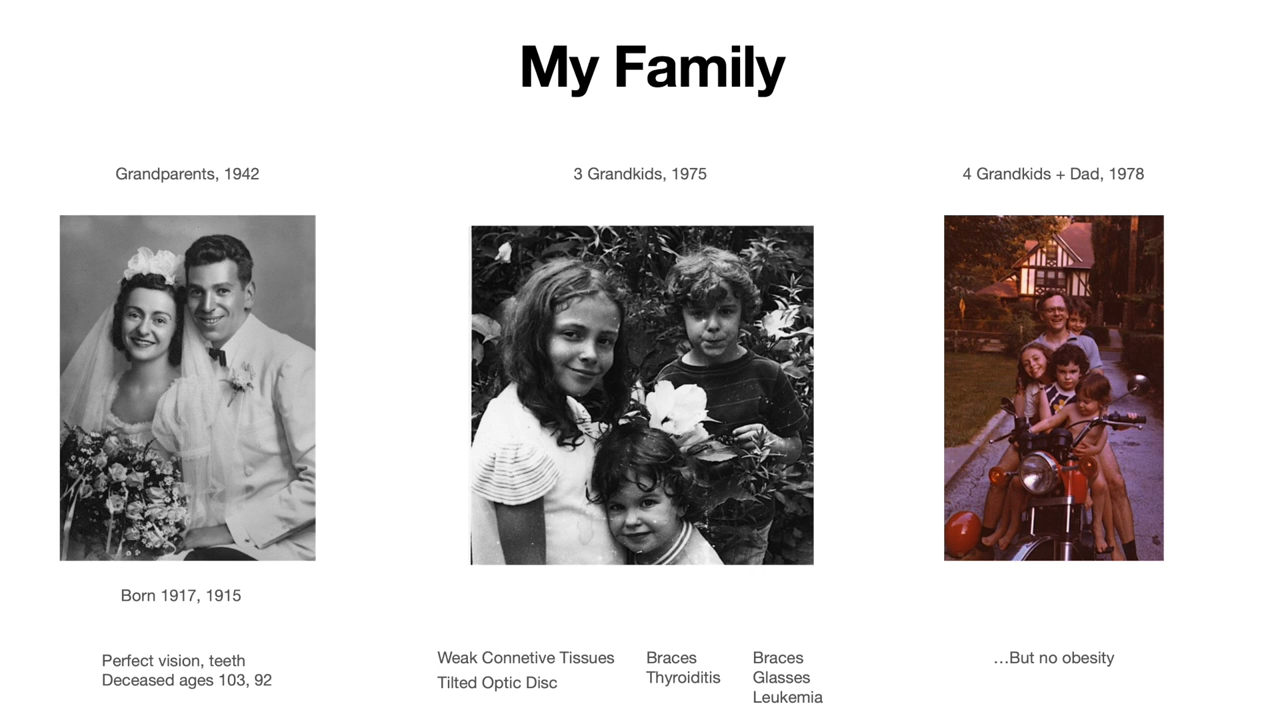 My Family
Grandparents, 1942
3 Grandkids, 1975
4 Grandkids + Dad, 1978
Born 1917, 1915
Perfect vision, teeth
Deceased ages 103, 92
Weak Connetive Tissues
Tilted Optic Disc
Braces
Thyroiditis
Braces
Glasses
Leukemia
…But no obesity